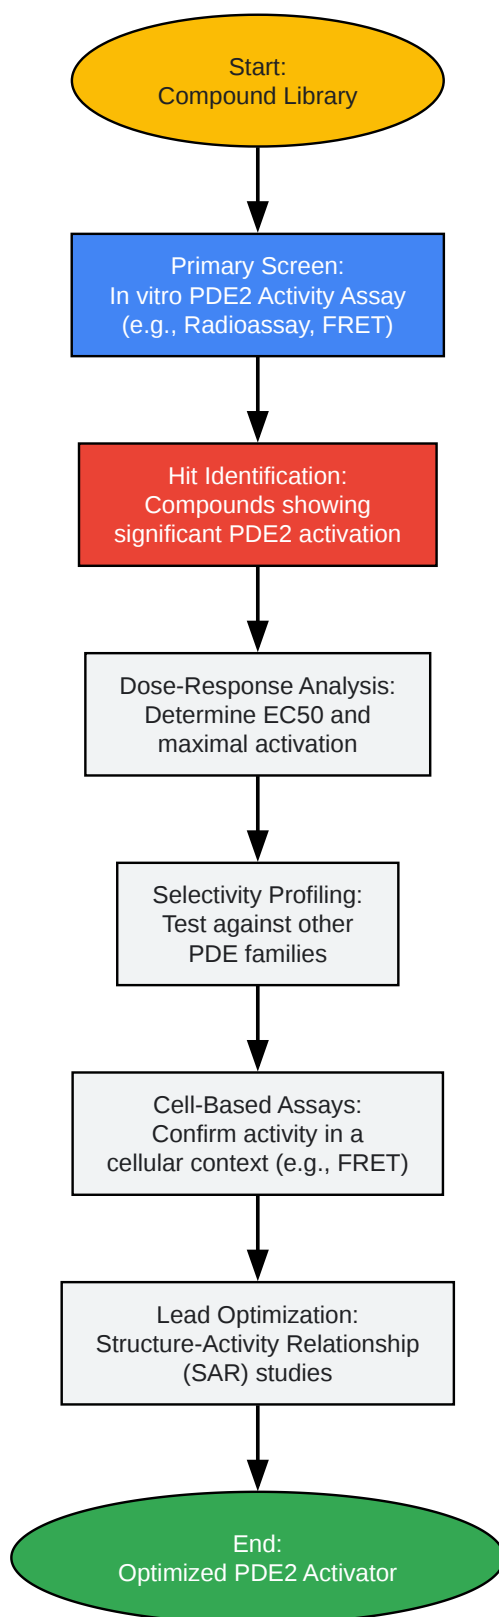 Start:
Compound Library
Primary Screen:
In vitro PDE2 Activity Assay
(e.g., Radioassay, FRET)
Hit Identification:
Compounds showing
significant PDE2 activation
Dose-Response Analysis:
Determine EC50 and
maximal activation
Selectivity Profiling:
Test against other
PDE families
Cell-Based Assays:
Confirm activity in a
cellular context (e.g., FRET)
Lead Optimization:
Structure-Activity Relationship
(SAR) studies
End:
Optimized PDE2 Activator